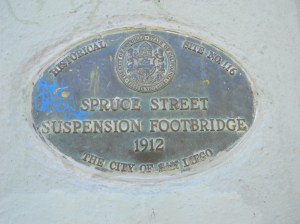 HISTORICAL SITE NO. 116
SPRUCE STREET
SUSPENSION FOOTBRIDGE
1912
THE CITY OF SAN DIEGO